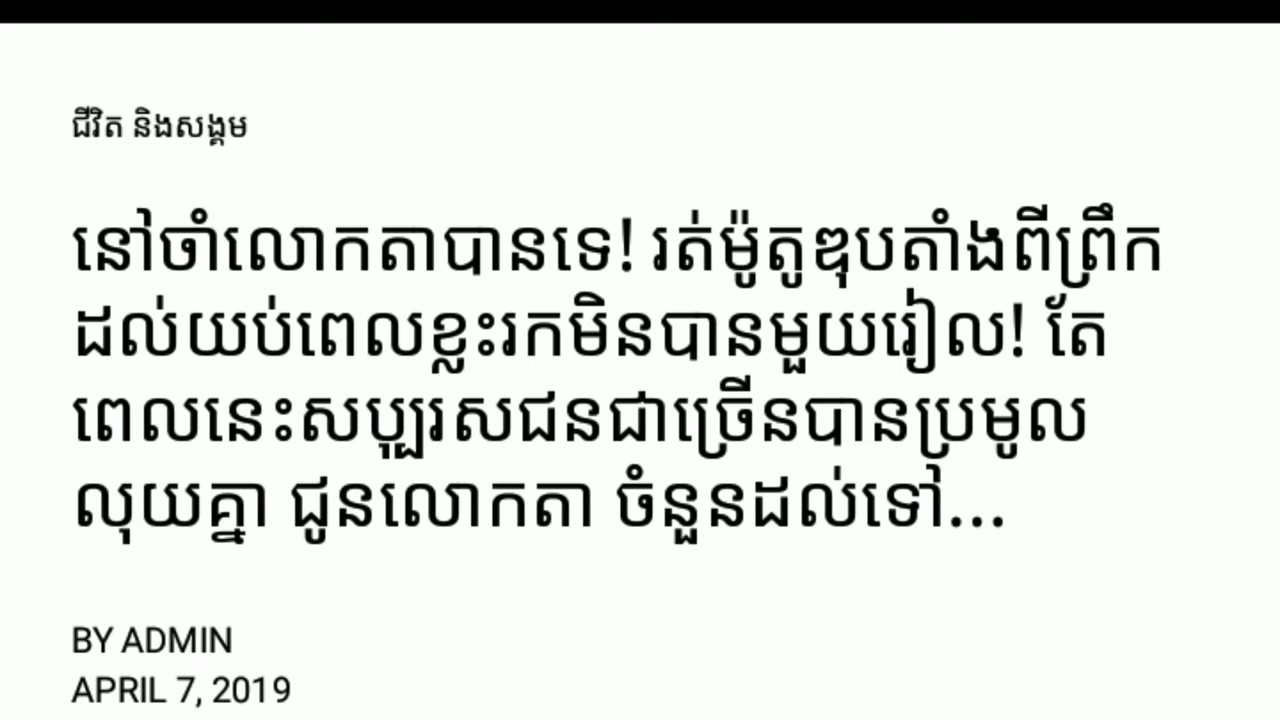 ជីវិត និងសង្គម
នៅចាំលោកតាបានទេ! រត់ម៉ូតូឌុបតាំងពីព្រឹក
ដល់យប់ពេលខ្លះរកមិនបានមួយរៀល! តែ
ពេលនេះសប្បុរសជនជាច្រើនបានប្រមូល
លុយគ្នា ជូនលោកតា ចំនួនដល់ទៅ...
BY ADMIN
APRIL 7, 2019